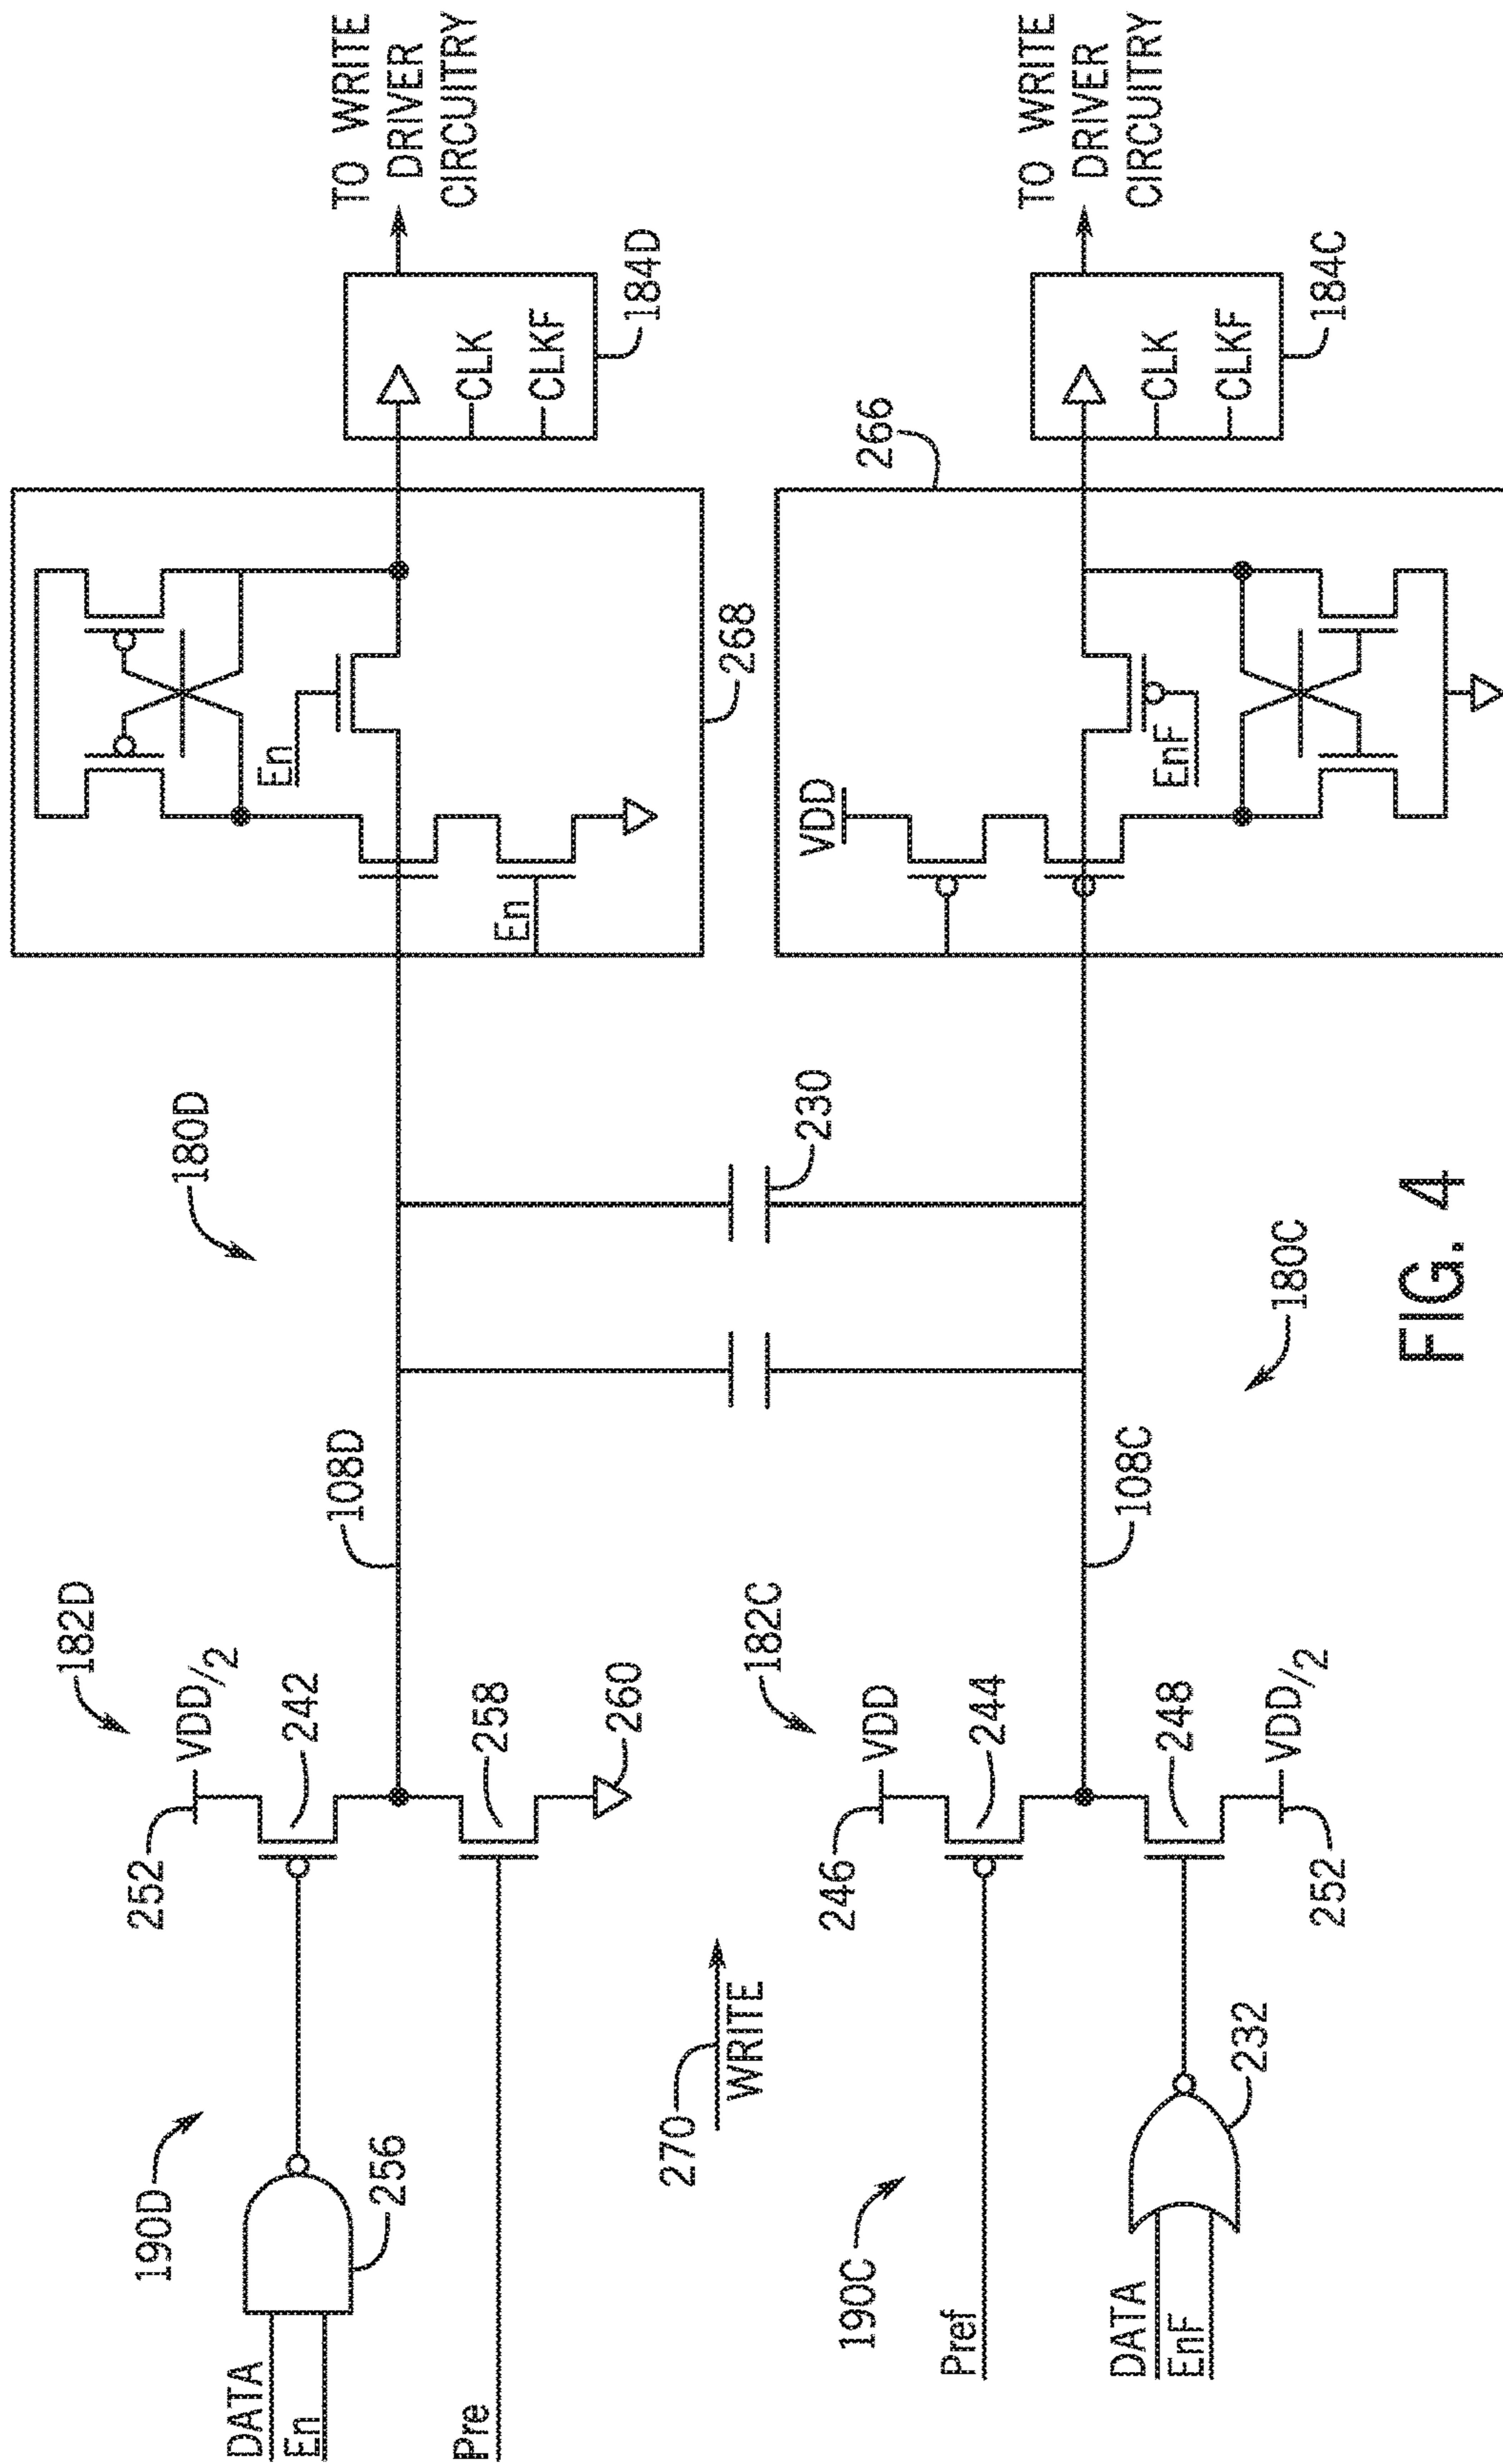 190D
DATA
En
256
Pre
252
VDD/2
182D
242
258
260
108D
180D
230
En
En
268
CLK
CLKF
184D
TO WRITE
DRIVER
CIRCUITRY
270
WRITE
190C
Pref
DATA
EnF
232
246
VDD
182C
244
248
252
VDD/2
108C
180C
VDD
EnF
266
CLK
CLKF
184C
TO WRITE
DRIVER
CIRCUITRY
FIG. 4